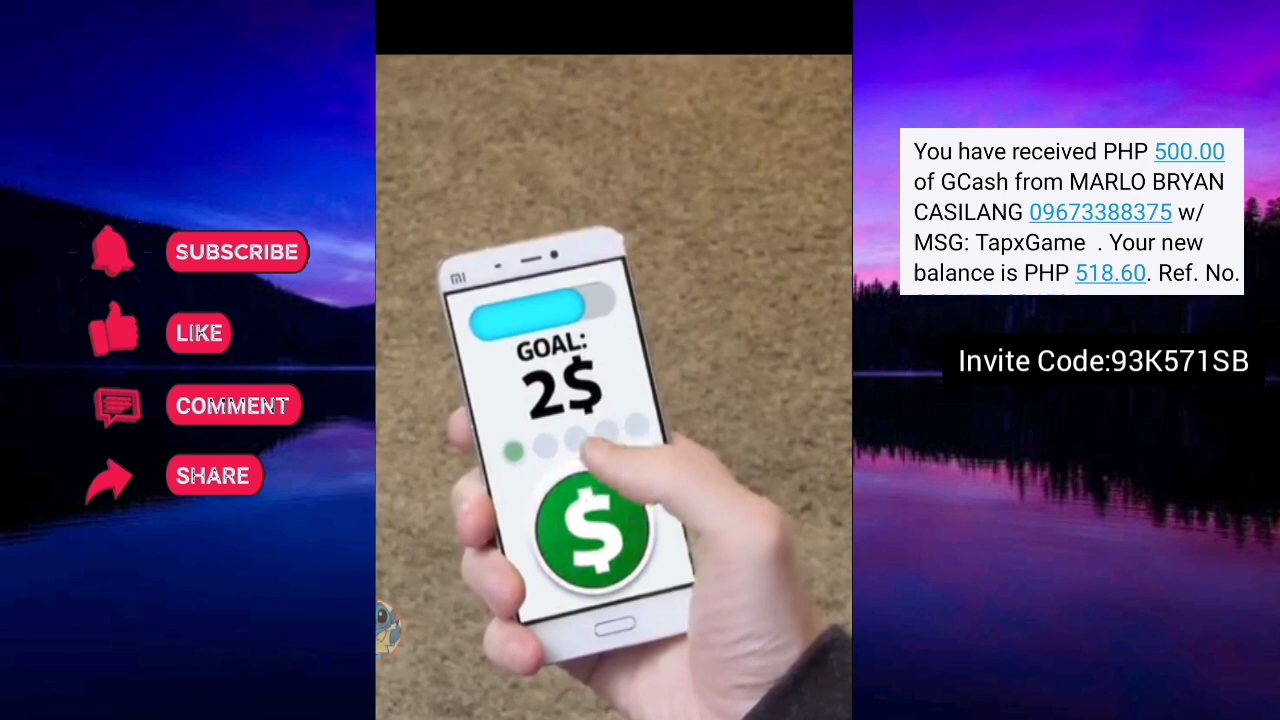 SUBSCRIBE
LIKE
COMMENT
SHARE
MI
GOAL:
2$
$
You have received PHP 500.00
of GCash from MARLO BRYAN
CASILANG 09673388375 w/
MSG: TapxGame . Your new
balance is PHP 518.60. Ref. No.
Invite Code:93K571SB